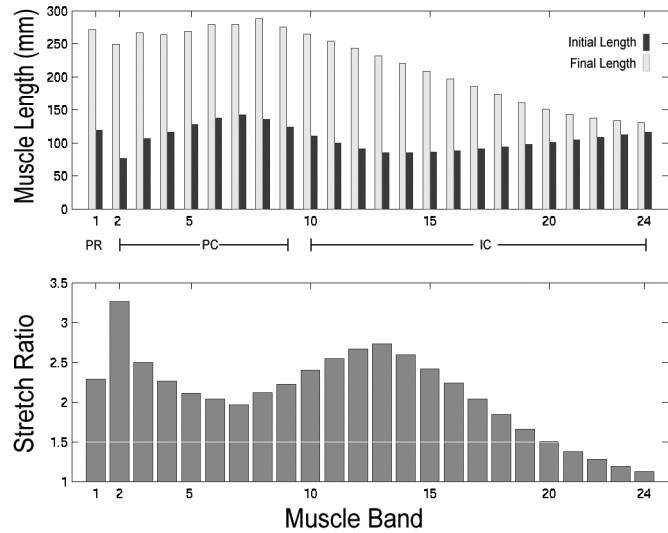 Muscle Length (mm)
300
250
200
150
100
50
0
Initial Length
Final Length
1 2 5 10 15 20 24
PR PC IC
Stretch Ratio
3.5
3
2.5
2
1.5
1
1 2 5 10 15 20 24
Muscle Band